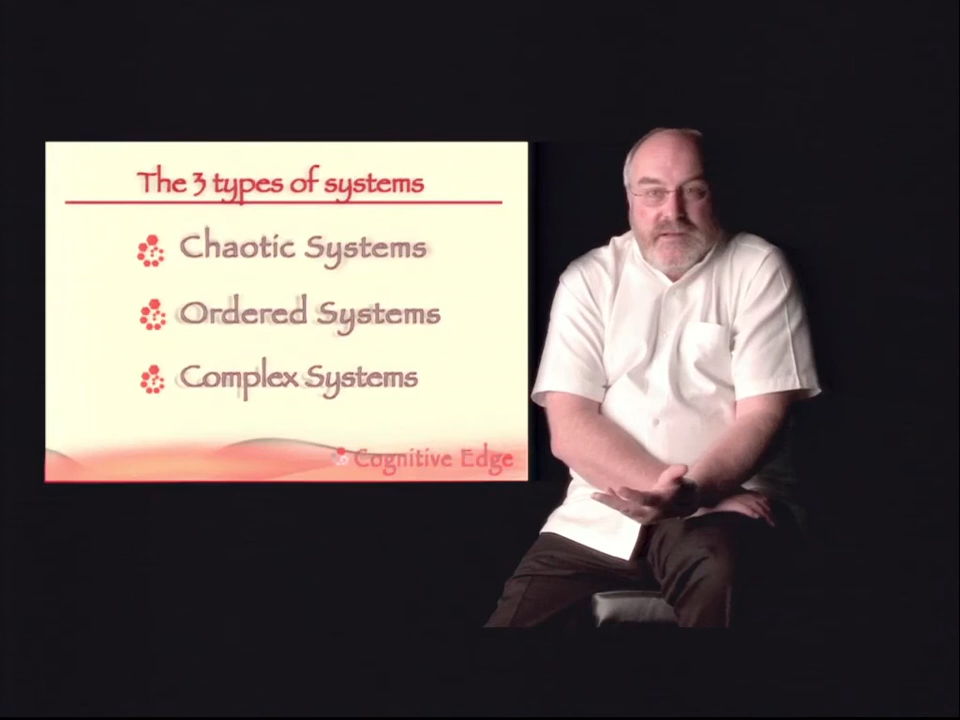 The 3 types of systems
Chaotic Systems
Ordered Systems
Complex Systems
Cognitive Edge